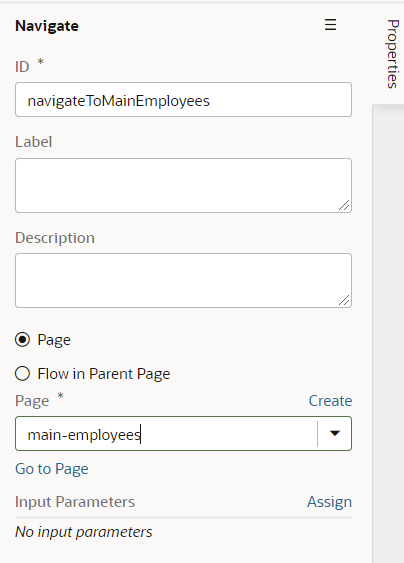 Navigate
Properties
ID *
navigateToMainEmployees
Label
Description
Page
Flow in Parent Page
Page * Create
main-employees
Go to Page
Input Parameters Assign
No input parameters